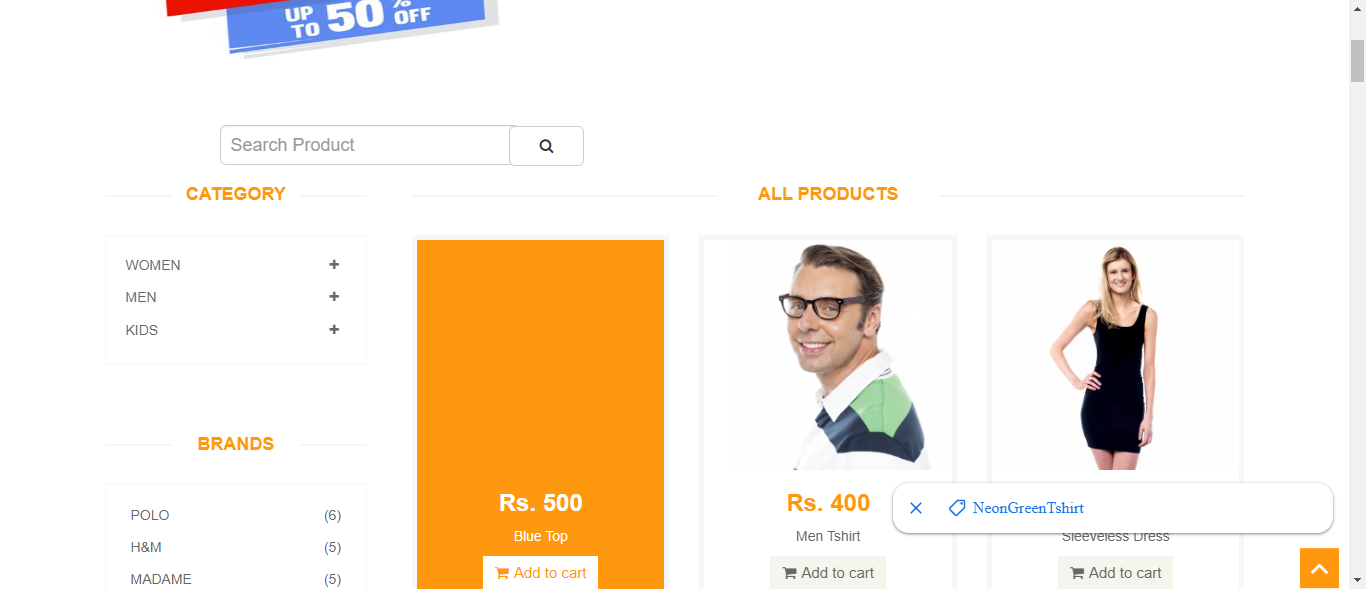 UP TO 50% OFF
Search Product
CATEGORY
WOMEN
MEN
KIDS
BRANDS
POLO (6)
H&M (5)
MADAME (5)
ALL PRODUCTS
Rs. 500
Blue Top
Add to cart
Rs. 400
Men Tshirt
Add to cart
NeonGreenTshirt
Sleeveless Dress
Add to cart